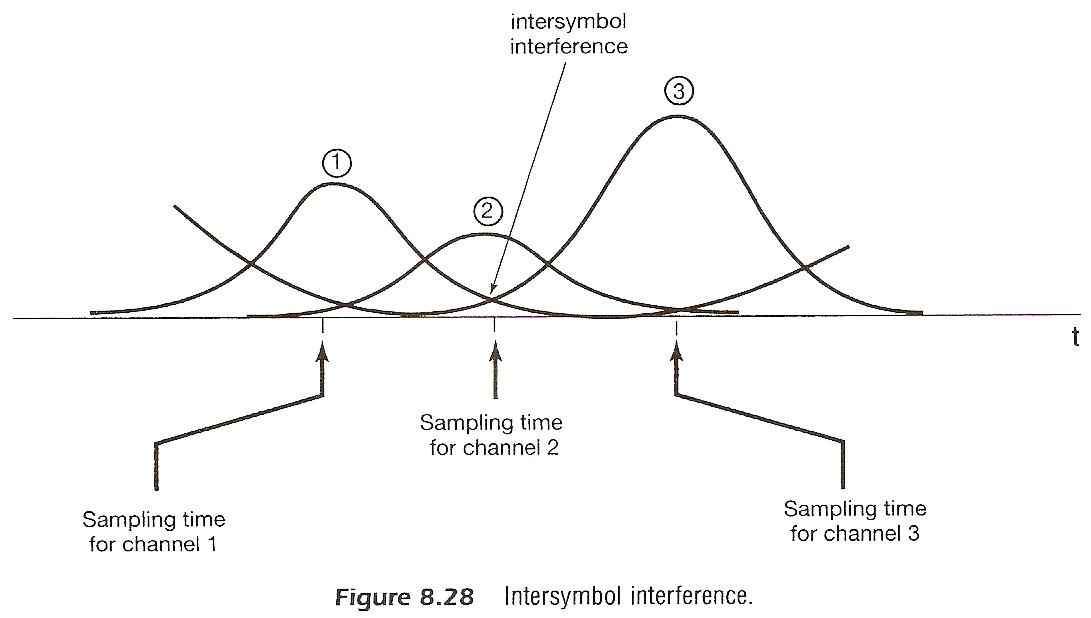 intersymbol
interference
③
①
②
t
Sampling time
for channel 2
Sampling time
for channel 1
Sampling time
for channel 3
Figure 8.28 Intersymbol interference.